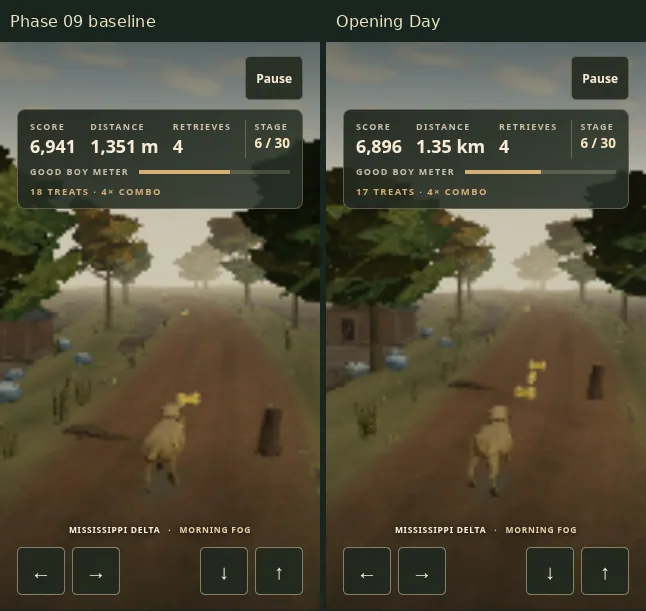 Phase 09 baseline
Pause
SCORE DISTANCE RETRIEVES STAGE
6,941 1,351 m 4 6 / 30
GOOD BOY METER
18 TREATS · 4× COMBO
MISSISSIPPI DELTA · MORNING FOG
← → ↓ ↑
Opening Day
Pause
SCORE DISTANCE RETRIEVES STAGE
6,896 1.35 km 4 6 / 30
GOOD BOY METER
17 TREATS · 4× COMBO
MISSISSIPPI DELTA · MORNING FOG
← → ↓ ↑